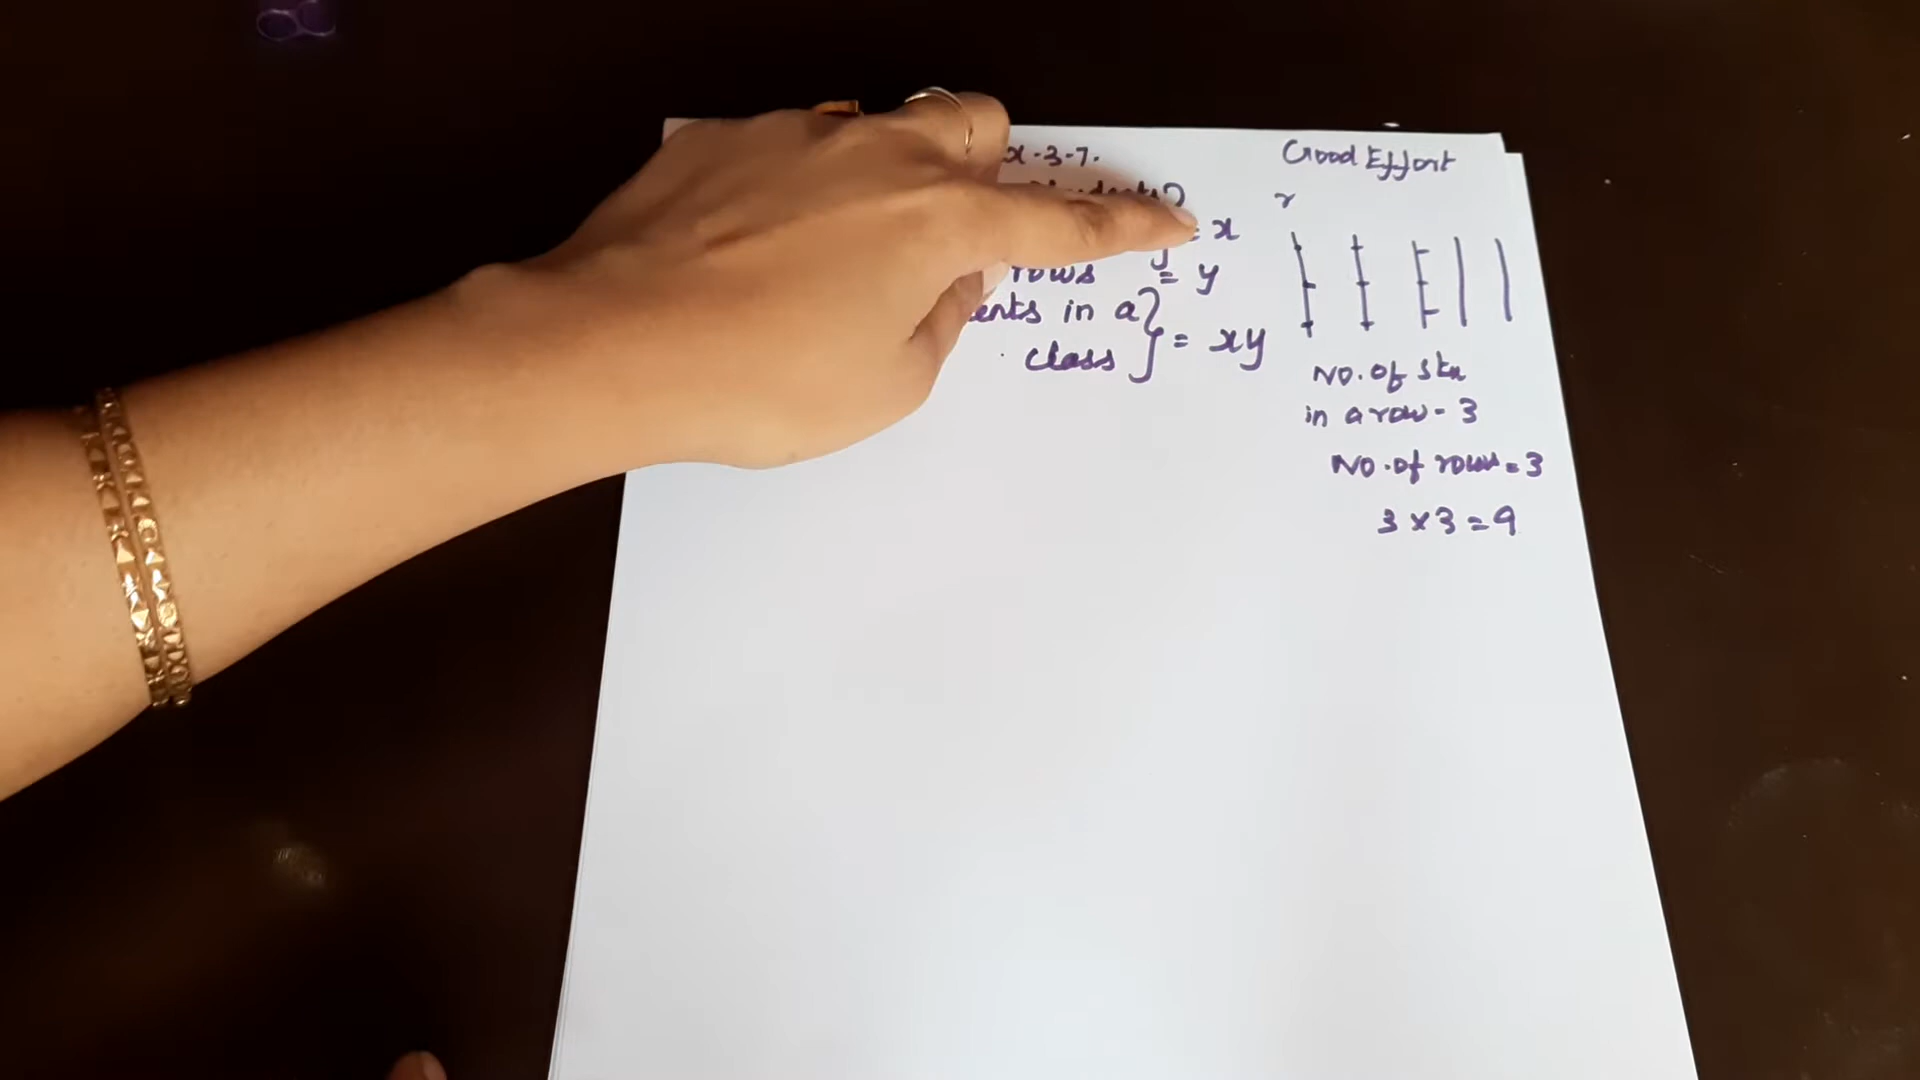 x.3.7.
Students
= x
rows = y
ents in a
class = xy
Good Effort
r
No. of Stu
in a row - 3
No. of rows = 3
3 x 3 = 9